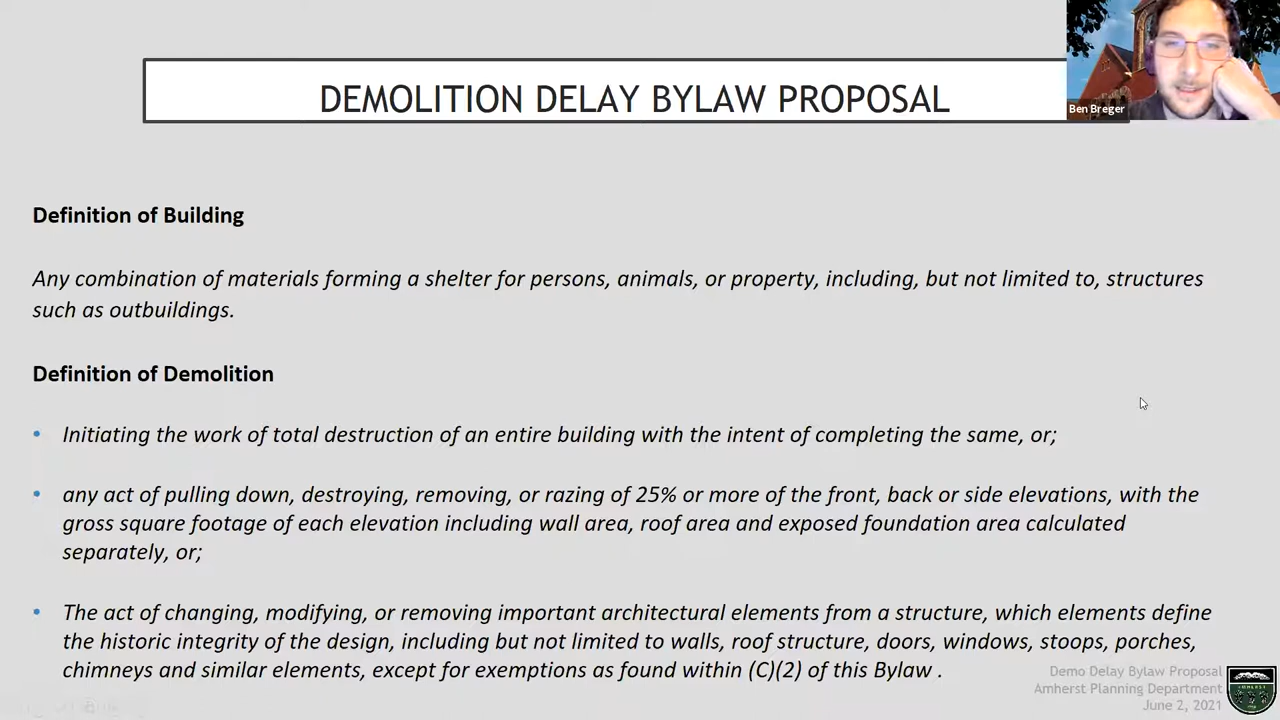 DEMOLITION DELAY BYLAW PROPOSAL
Ben Breger
Definition of Building
Any combination of materials forming a shelter for persons, animals, or property, including, but not limited to, structures
such as outbuildings.
Definition of Demolition
• Initiating the work of total destruction of an entire building with the intent of completing the same, or;
• any act of pulling down, destroying, removing, or razing of 25% or more of the front, back or side elevations, with the
gross square footage of each elevation including wall area, roof area and exposed foundation area calculated
separately, or;
• The act of changing, modifying, or removing important architectural elements from a structure, which elements define
the historic integrity of the design, including but not limited to walls, roof structure, doors, windows, stoops, porches,
chimneys and similar elements, except for exemptions as found within (C)(2) of this Bylaw .
Demo Delay Bylaw Proposal
Amherst Planning Department
June 2, 2021